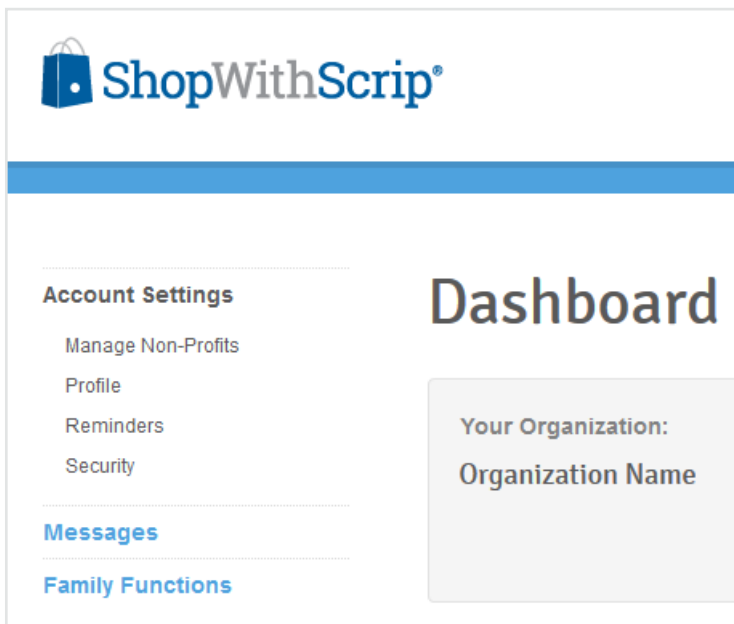 ShopWithScrip®
Account Settings
Manage Non-Profits
Profile
Reminders
Security
Messages
Family Functions
Dashboard
Your Organization:
Organization Name